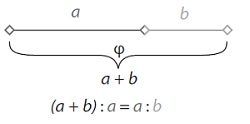 a b
φ
a + b
(a + b) : a = a : b